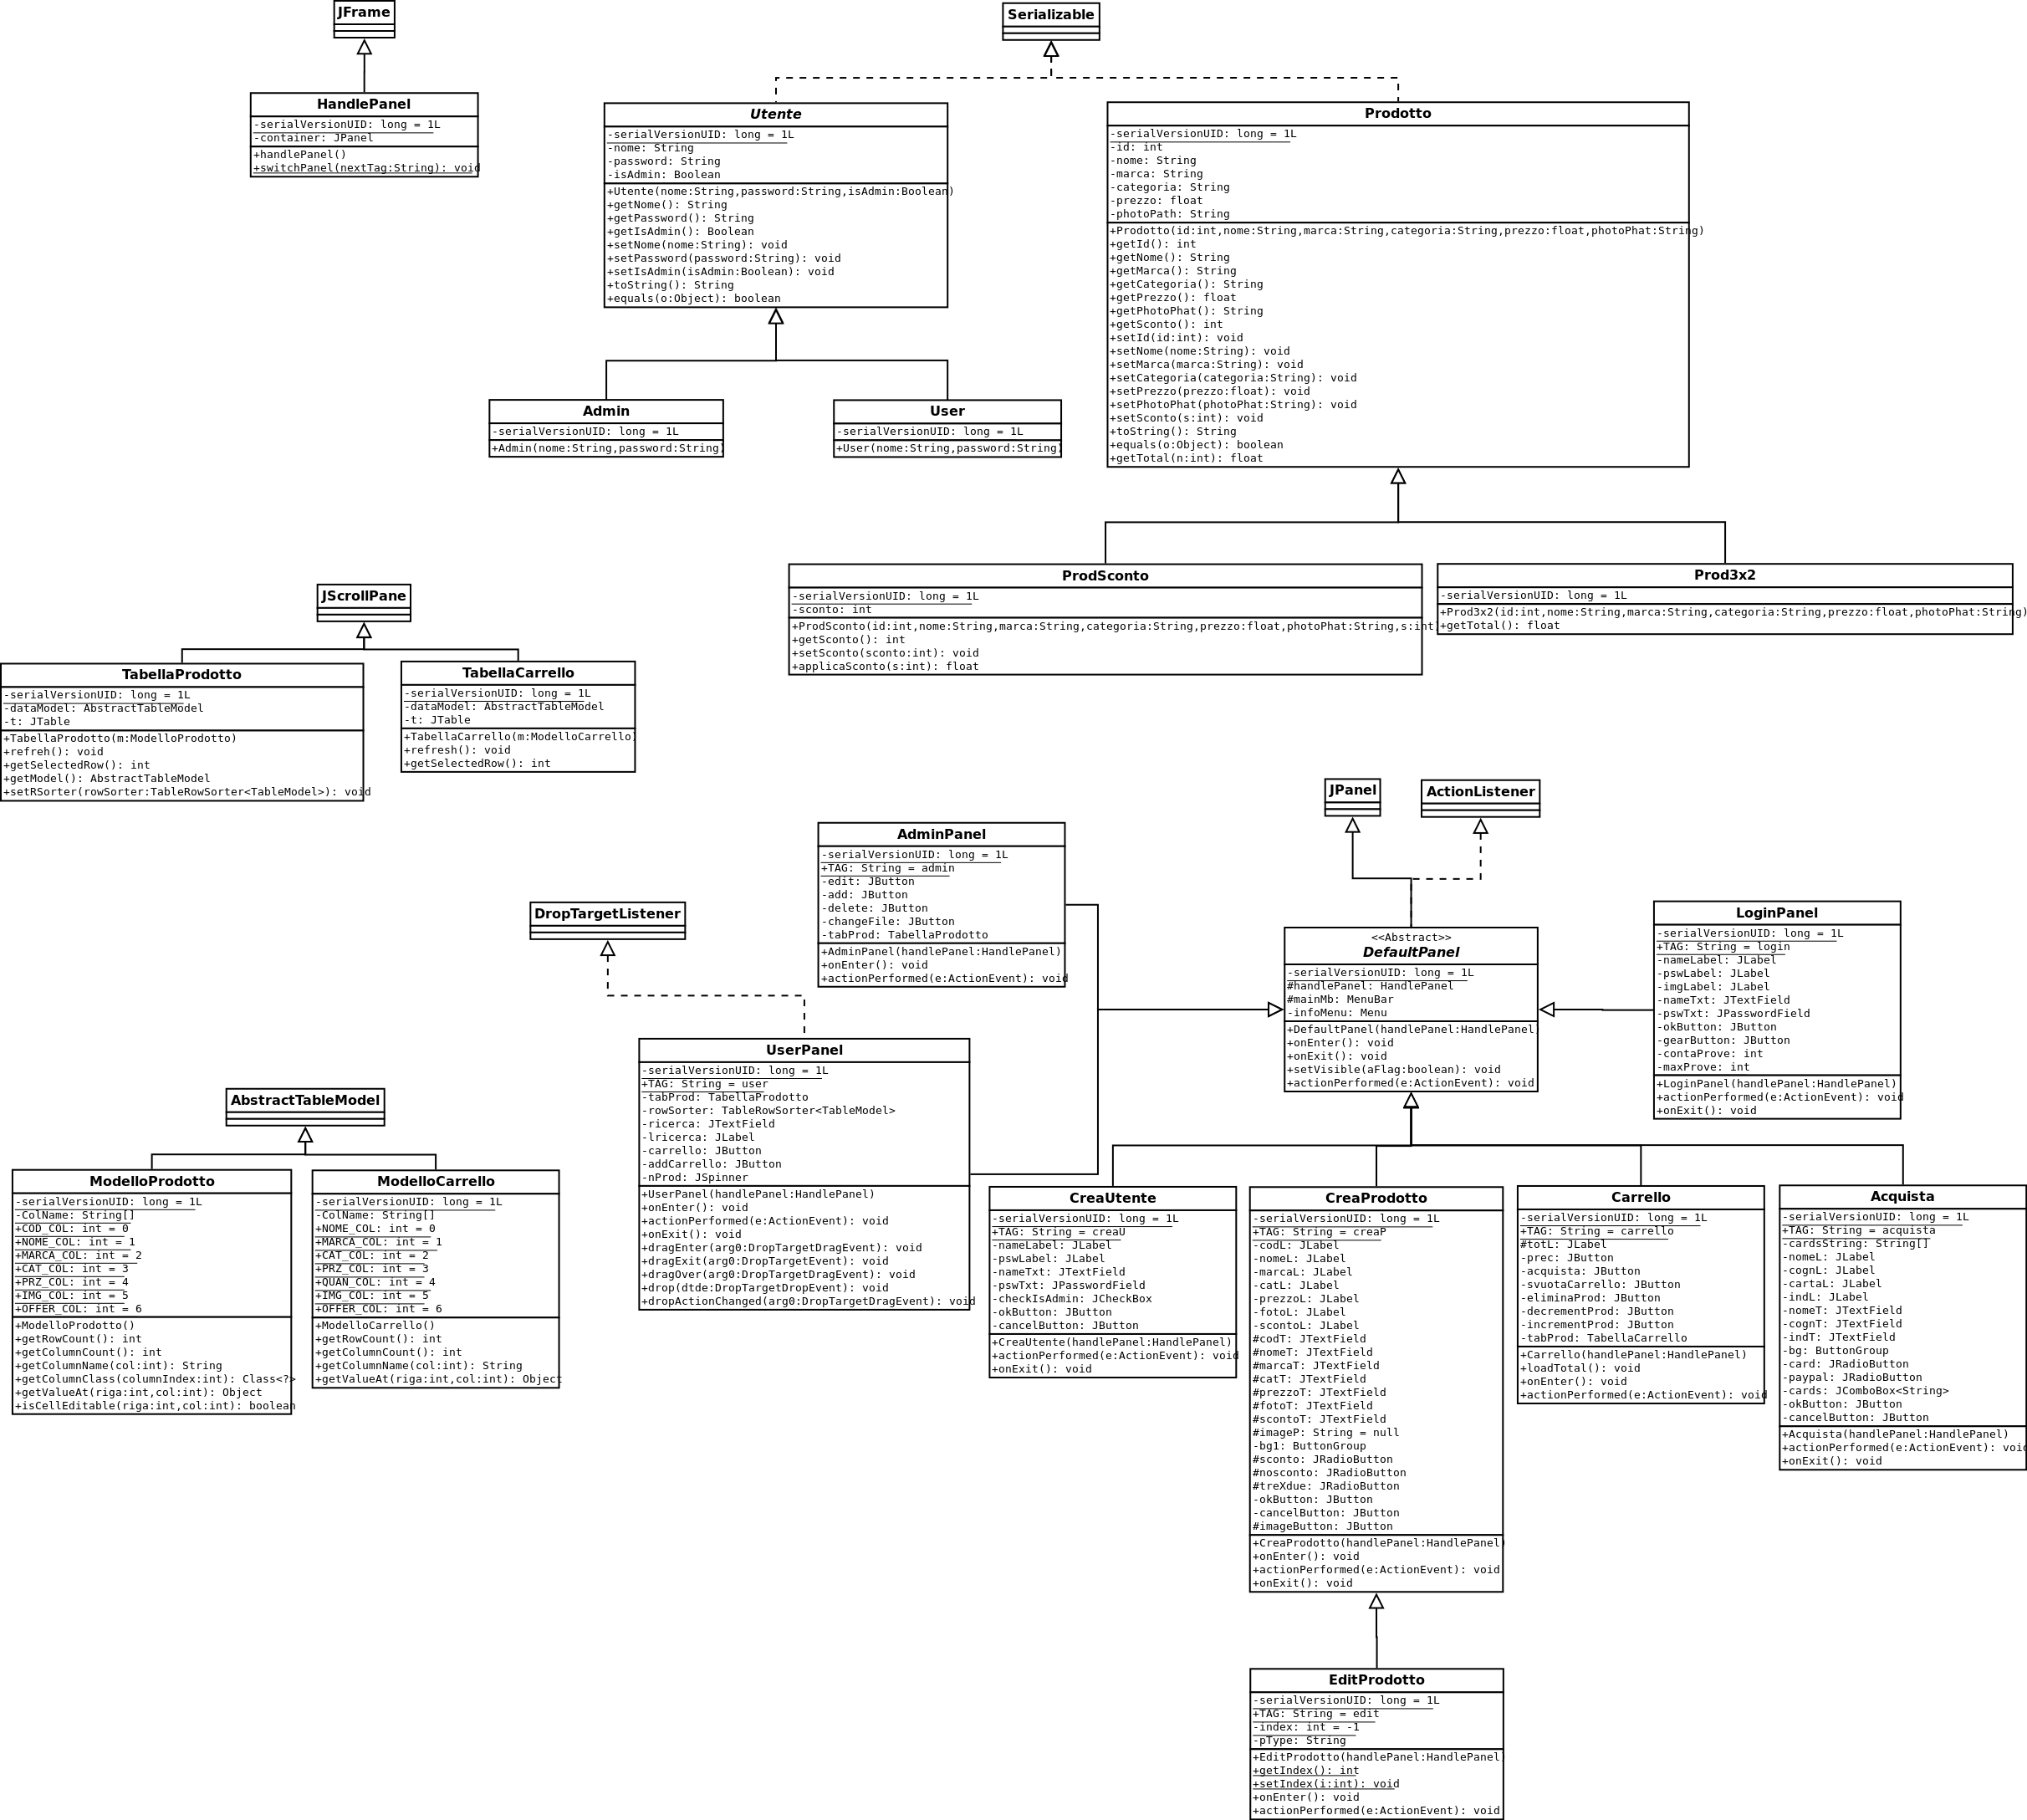 JFrame
HandlePanel
-serialVersionUID: long = 1L
-container: JPanel
+handlePanel()
+switchPanel(nextTag:String): void
Serializable
Utente
-serialVersionUID: long = 1L
-nome: String
-password: String
-isAdmin: Boolean
+Utente(nome:String,password:String,isAdmin:Boolean)
+getNome(): String
+getPassword(): String
+getIsAdmin(): Boolean
+setNome(nome:String): void
+setPassword(password:String): void
+setIsAdmin(isAdmin:Boolean): void
+toString(): String
+equals(o:Object): boolean
Prodotto
-serialVersionUID: long = 1L
-id: int
-nome: String
-marca: String
-categoria: String
-prezzo: float
-photoPath: String
+Prodotto(id:int,nome:String,marca:String,categoria:String,prezzo:float,photoPhat:String)
+getId(): int
+getNome(): String
+getMarca(): String
+getCategoria(): String
+getPrezzo(): float
+getPhotoPhat(): String
+getSconto(): int
+setId(id:int): void
+setNome(nome:String): void
+setMarca(marca:String): void
+setCategoria(categoria:String): void
+setPrezzo(prezzo:float): void
+setPhotoPhat(photoPhat:String): void
+setSconto(s:int): void
+toString(): String
+equals(o:Object): boolean
+getTotal(n:int): float
Admin
-serialVersionUID: long = 1L
+Admin(nome:String,password:String)
User
-serialVersionUID: long = 1L
+User(nome:String,password:String)
ProdSconto
-serialVersionUID: long = 1L
-sconto: int
+ProdSconto(id:int,nome:String,marca:String,categoria:String,prezzo:float,photoPhat:String,s:int)
+getSconto(): int
+setSconto(sconto:int): void
+applicaSconto(s:int): float
Prod3x2
-serialVersionUID: long = 1L
+Prod3x2(id:int,nome:String,marca:String,categoria:String,prezzo:float,photoPhat:String)
+getTotal(): float
JScrollPane
TabellaProdotto
-serialVersionUID: long = 1L
-dataModel: AbstractTableModel
-t: JTable
+TabellaProdotto(m:ModelloProdotto)
+refreh(): void
+getSelectedRow(): int
+getModel(): AbstractTableModel
+setRSorter(rowSorter:TableRowSorter<TableModel>): void
TabellaCarrello
-serialVersionUID: long = 1L
-dataModel: AbstractTableModel
-t: JTable
+TabellaCarrello(m:ModelloCarrello)
+refresh(): void
+getSelectedRow(): int
JPanel
ActionListener
AdminPanel
-serialVersionUID: long = 1L
+TAG: String = admin
-edit: JButton
-add: JButton
-delete: JButton
-changeFile: JButton
-tabProd: TabellaProdotto
+AdminPanel(handlePanel:HandlePanel)
+onEnter(): void
+actionPerformed(e:ActionEvent): void
DropTargetListener
<<Abstract>>
DefaultPanel
-serialVersionUID: long = 1L
#handlePanel: HandlePanel
#mainMb: MenuBar
-infoMenu: Menu
+DefaultPanel(handlePanel:HandlePanel)
+onEnter(): void
+onExit(): void
+setVisible(aFlag:boolean): void
+actionPerformed(e:ActionEvent): void
LoginPanel
-serialVersionUID: long = 1L
+TAG: String = login
-nameLabel: JLabel
-pswLabel: JLabel
-imgLabel: JLabel
-nameTxt: JTextField
-pswTxt: JPasswordField
-okButton: JButton
-gearButton: JButton
-contaProve: int
-maxProve: int
+LoginPanel(handlePanel:HandlePanel)
+actionPerformed(e:ActionEvent): void
+onExit(): void
UserPanel
-serialVersionUID: long = 1L
+TAG: String = user
-tabProd: TabellaProdotto
-rowSorter: TableRowSorter<TableModel>
-ricerca: JTextField
-lricerca: JLabel
-carrello: JButton
-addCarrello: JButton
-nProd: JSpinner
+UserPanel(handlePanel:HandlePanel)
+onEnter(): void
+actionPerformed(e:ActionEvent): void
+onExit(): void
+dragEnter(arg0:DropTargetDragEvent): void
+dragExit(arg0:DropTargetEvent): void
+dragOver(arg0:DropTargetDragEvent): void
+drop(dtde:DropTargetDropEvent): void
+dropActionChanged(arg0:DropTargetDragEvent): void
AbstractTableModel
ModelloProdotto
-serialVersionUID: long = 1L
-ColName: String[]
+COD_COL: int = 0
+NOME_COL: int = 1
+MARCA_COL: int = 2
+CAT_COL: int = 3
+PRZ_COL: int = 4
+IMG_COL: int = 5
+OFFER_COL: int = 6
+ModelloProdotto()
+getRowCount(): int
+getColumnCount(): int
+getColumnName(col:int): String
+getColumnClass(columnIndex:int): Class<?>
+getValueAt(riga:int,col:int): Object
+isCellEditable(riga:int,col:int): boolean
ModelloCarrello
-serialVersionUID: long = 1L
-ColName: String[]
+NOME_COL: int = 0
+MARCA_COL: int = 1
+CAT_COL: int = 2
+PRZ_COL: int = 3
+QUAN_COL: int = 4
+IMG_COL: int = 5
+OFFER_COL: int = 6
+ModelloCarrello()
+getRowCount(): int
+getColumnCount(): int
+getColumnName(col:int): String
+getValueAt(riga:int,col:int): Object
CreaUtente
-serialVersionUID: long = 1L
+TAG: String = creaU
-nameLabel: JLabel
-pswLabel: JLabel
-nameTxt: JTextField
-pswTxt: JPasswordField
-checkIsAdmin: JCheckBox
-okButton: JButton
-cancelButton: JButton
+CreaUtente(handlePanel:HandlePanel)
+actionPerformed(e:ActionEvent): void
+onExit(): void
CreaProdotto
-serialVersionUID: long = 1L
+TAG: String = creaP
-codL: JLabel
-nomeL: JLabel
-marcaL: JLabel
-catL: JLabel
-prezzoL: JLabel
-fotoL: JLabel
-scontoL: JLabel
#codT: JTextField
#nomeT: JTextField
#marcaT: JTextField
#catT: JTextField
#prezzoT: JTextField
#fotoT: JTextField
#scontoT: JTextField
#imageP: String = null
-bg1: ButtonGroup
#sconto: JRadioButton
#nosconto: JRadioButton
#treXdue: JRadioButton
-okButton: JButton
-cancelButton: JButton
#imageButton: JButton
+CreaProdotto(handlePanel:HandlePanel)
+onEnter(): void
+actionPerformed(e:ActionEvent): void
+onExit(): void
Carrello
-serialVersionUID: long = 1L
+TAG: String = carrello
#totL: JLabel
-prec: JButton
-acquista: JButton
-svuotaCarrello: JButton
-eliminaProd: JButton
-decrementProd: JButton
-incrementProd: JButton
-tabProd: TabellaCarrello
+Carrello(handlePanel:HandlePanel)
+loadTotal(): void
+onEnter(): void
+actionPerformed(e:ActionEvent): void
Acquista
-serialVersionUID: long = 1L
+TAG: String = acquista
-cardsString: String[]
-nomeL: JLabel
-cognL: JLabel
-cartaL: JLabel
-indL: JLabel
-nomeT: JTextField
-cognT: JTextField
-indT: JTextField
-bg: ButtonGroup
-card: JRadioButton
-paypal: JRadioButton
-cards: JComboBox<String>
-okButton: JButton
-cancelButton: JButton
+Acquista(handlePanel:HandlePanel)
+actionPerformed(e:ActionEvent): void
+onExit(): void
EditProdotto
-serialVersionUID: long = 1L
+TAG: String = edit
-index: int = -1
-pType: String
+EditProdotto(handlePanel:HandlePanel)
+getIndex(): int
+setIndex(i:int): void
+onEnter(): void
+actionPerformed(e:ActionEvent): void